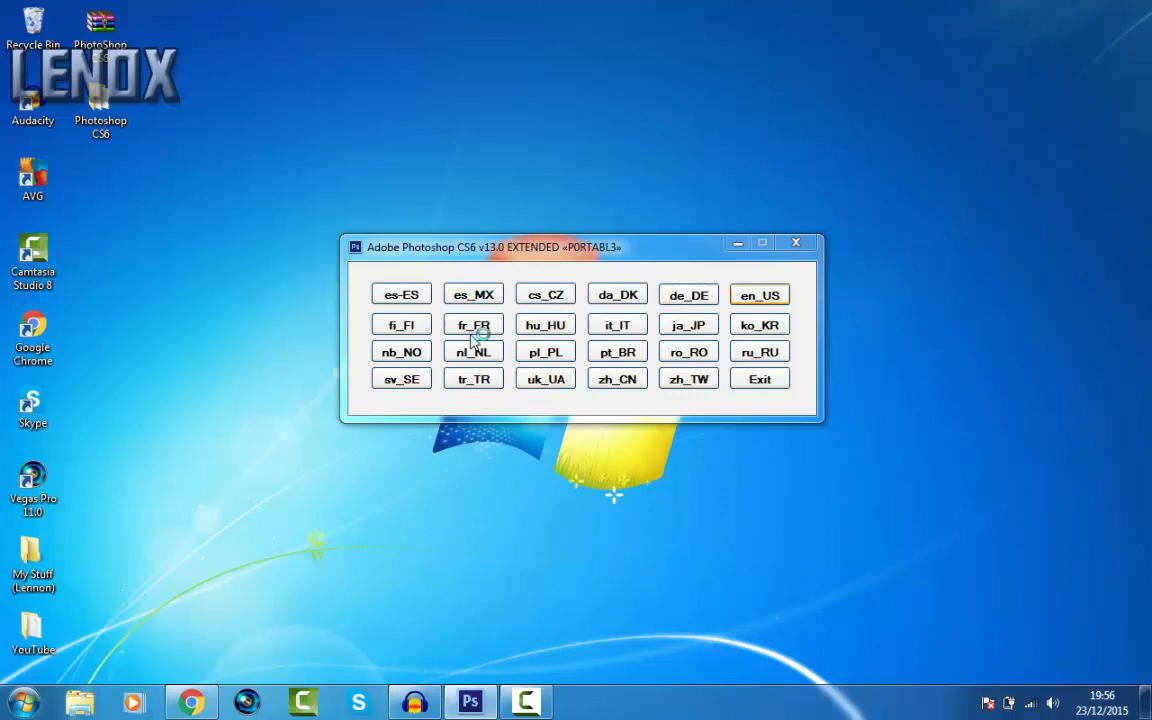 Recycle Bin
PhotoShop
CS6
LENOX
Audacity
Photoshop
CS6
AVG
Camtasia
Studio 8
Google
Chrome
Skype
Vegas Pro
11.0
My Stuff
(Lennon)
YouTube
Adobe Photoshop CS6 v13.0 EXTENDED «P0RTABL3»
es-ES es_MX cs_CZ da_DK de_DE en_US
fi_FI fr_FR hu_HU it_IT ja_JP ko_KR
nb_NO nl_NL pl_PL pt_BR ro_RO ru_RU
sv_SE tr_TR uk_UA zh_CN zh_TW Exit
Ps
19:56
23/12/2015